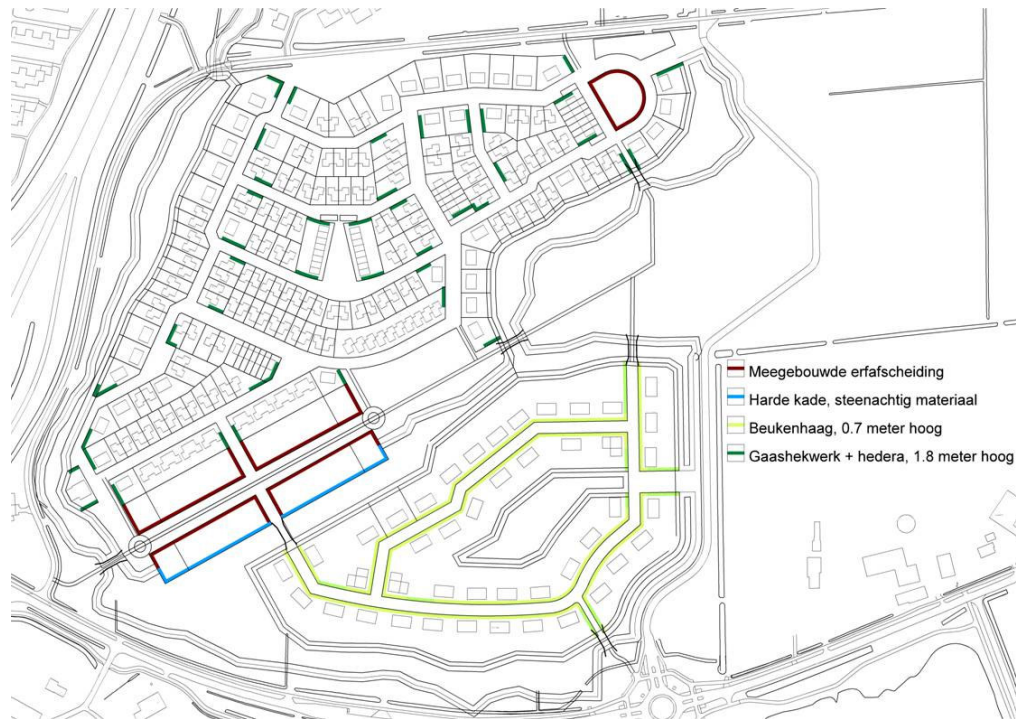 Meegebouwde erfafscheiding
Harde kade, steenachtig materiaal
Beukenhaag, 0.7 meter hoog
Gaashekwerk + hedera, 1.8 meter hoog